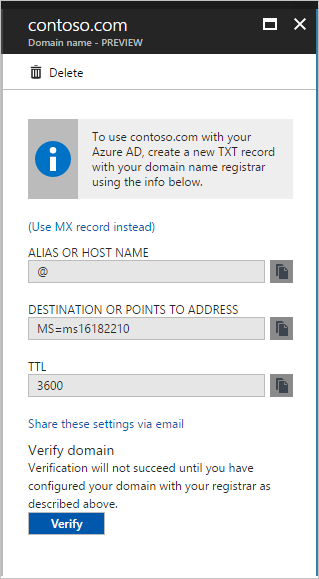 contoso.com
Domain name - PREVIEW
Delete
To use contoso.com with your
Azure AD, create a new TXT record
with your domain name registrar
using the info below.
(Use MX record instead)
ALIAS OR HOST NAME
@
DESTINATION OR POINTS TO ADDRESS
MS=ms16182210
TTL
3600
Share these settings via email
Verify domain
Verification will not succeed until you have
configured your domain with your registrar as
described above.
Verify